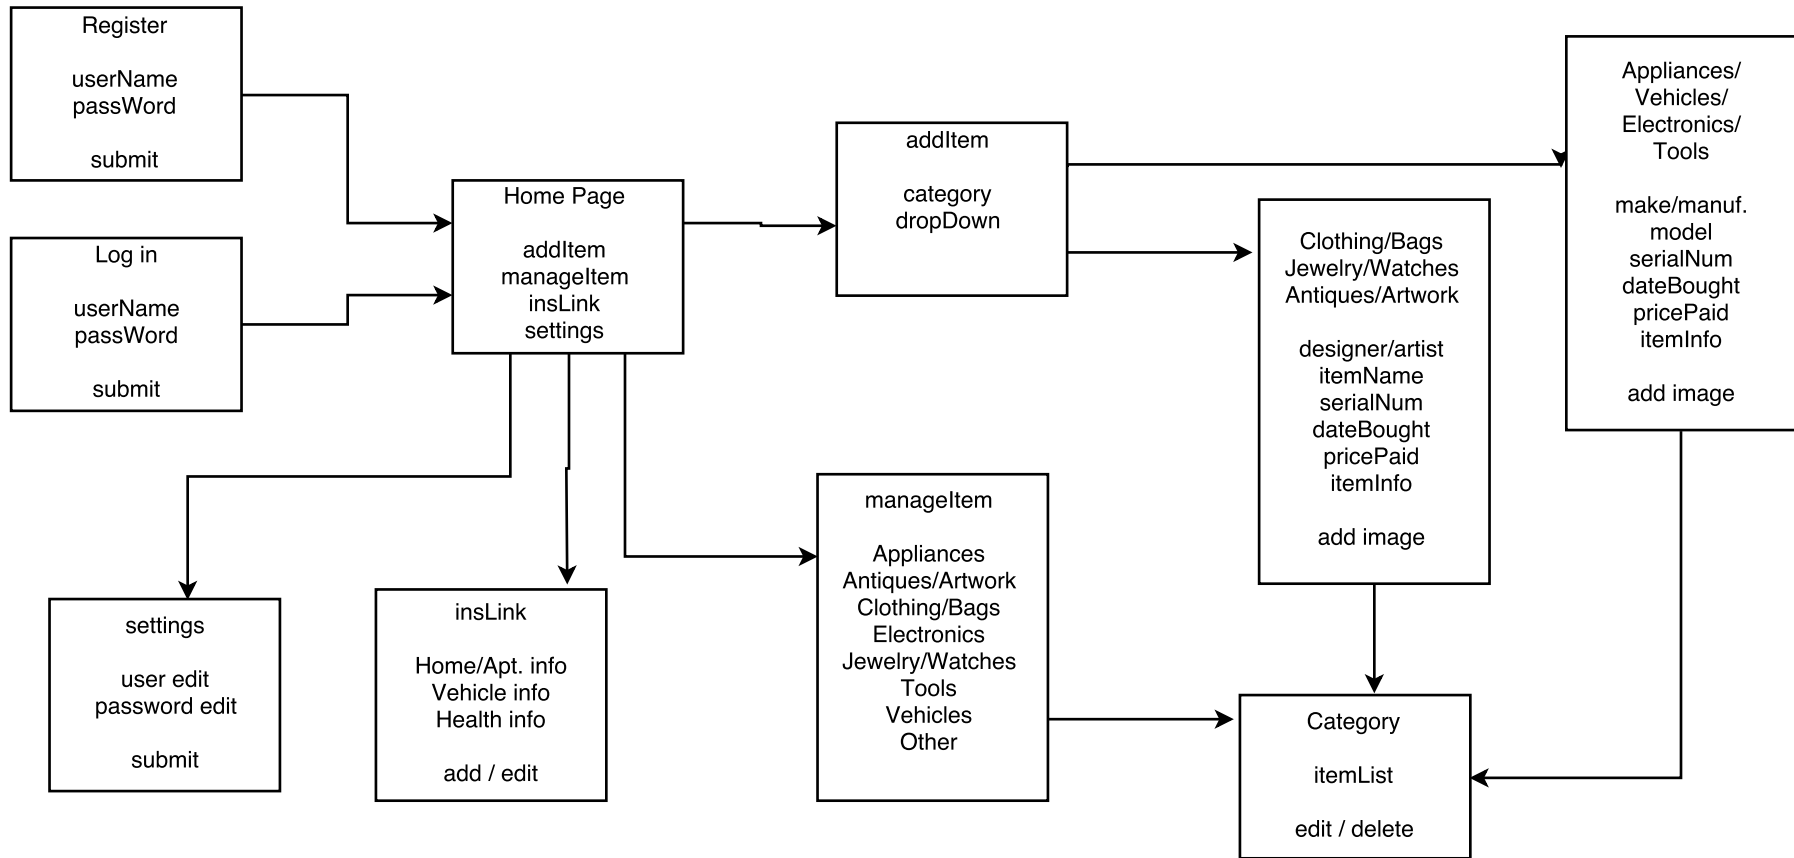 Register
userName
passWord
submit
Log in
userName
passWord
submit
Home Page
addItem
manageItem
insLink
settings
addItem
category
dropDown
Appliances/
Vehicles/
Electronics/
Tools
make/manuf.
model
serialNum
dateBought
pricePaid
itemInfo
add image
Clothing/Bags
Jewelry/Watches
Antiques/Artwork
designer/artist
itemName
serialNum
dateBought
pricePaid
itemInfo
add image
settings
user edit
password edit
submit
insLink
Home/Apt. info
Vehicle info
Health info
add / edit
manageItem
Appliances
Antiques/Artwork
Clothing/Bags
Electronics
Jewelry/Watches
Tools
Vehicles
Other
Category
itemList
edit / delete